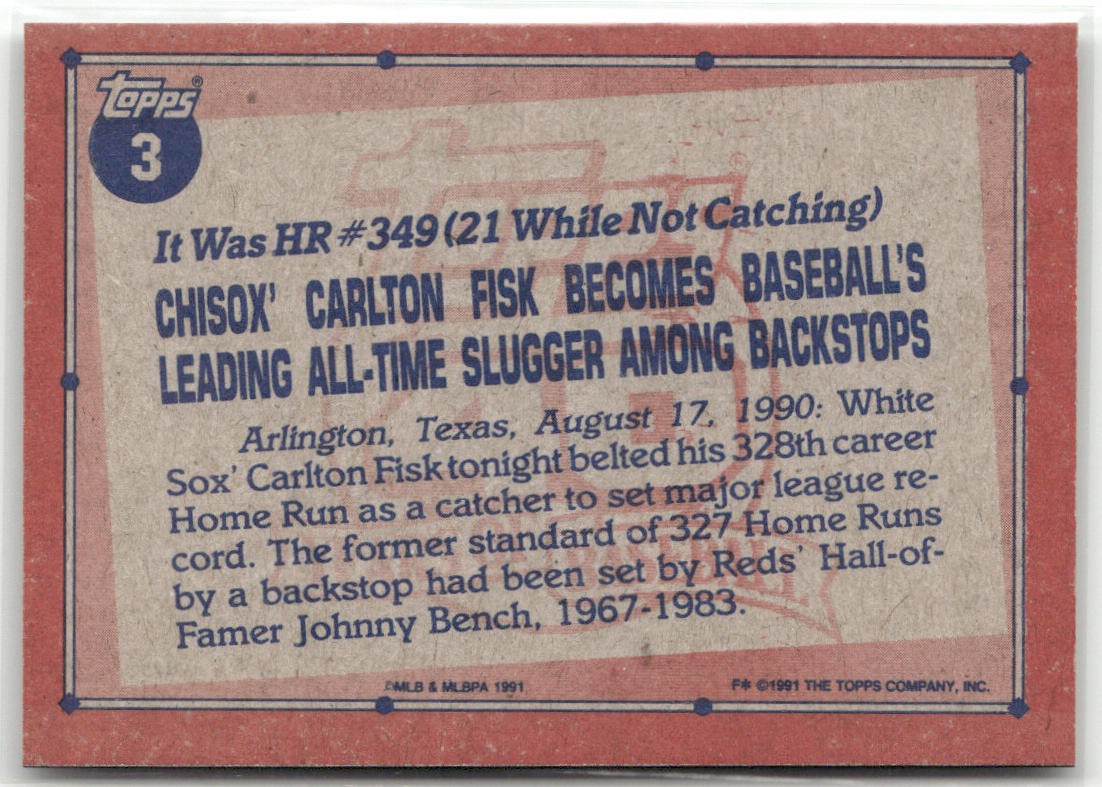 Topps®
3
It Was HR #349 (21 While Not Catching)
CHISOX' CARLTON FISK BECOMES BASEBALL'S
LEADING ALL-TIME SLUGGER AMONG BACKSTOPS
Arlington, Texas, August 17, 1990: White
Sox' Carlton Fisk tonight belted his 328th career
Home Run as a catcher to set major league re-
cord. The former standard of 327 Home Runs
by a backstop had been set by Reds' Hall-of-
Famer Johnny Bench, 1967-1983.
©MLB & MLBPA 1991
F* ©1991 THE TOPPS COMPANY, INC.